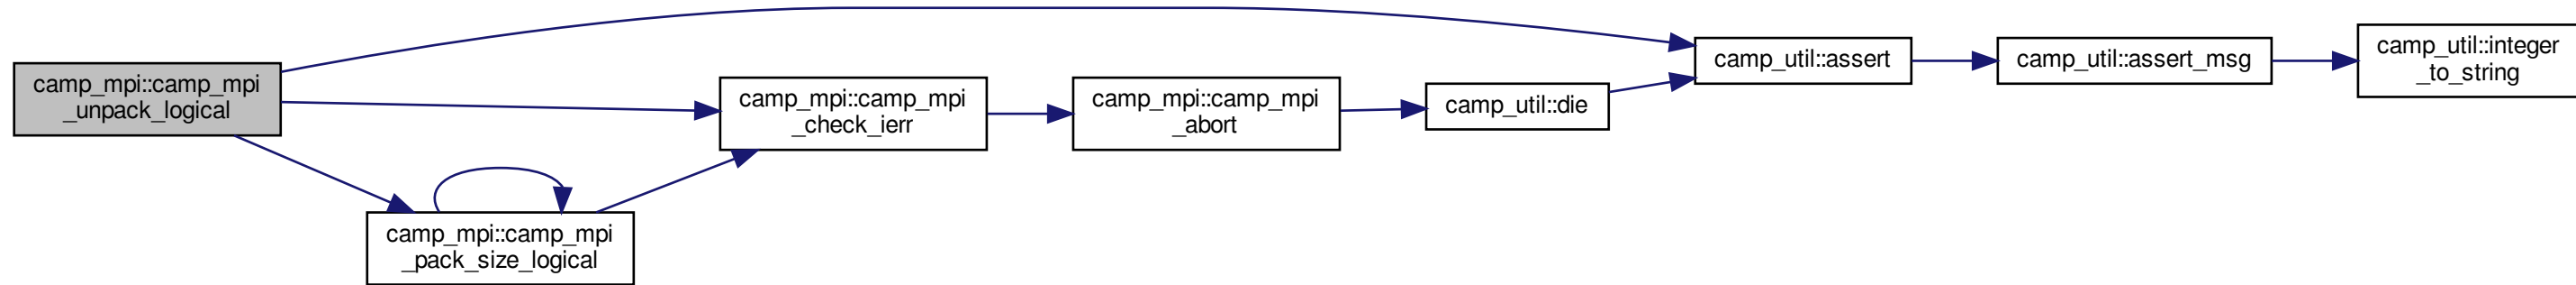 camp_mpi::camp_mpi
_unpack_logical
camp_mpi::camp_mpi
_pack_size_logical
camp_mpi::camp_mpi
_check_ierr
camp_mpi::camp_mpi
_abort
camp_util::die
camp_util::assert
camp_util::assert_msg
camp_util::integer
_to_string